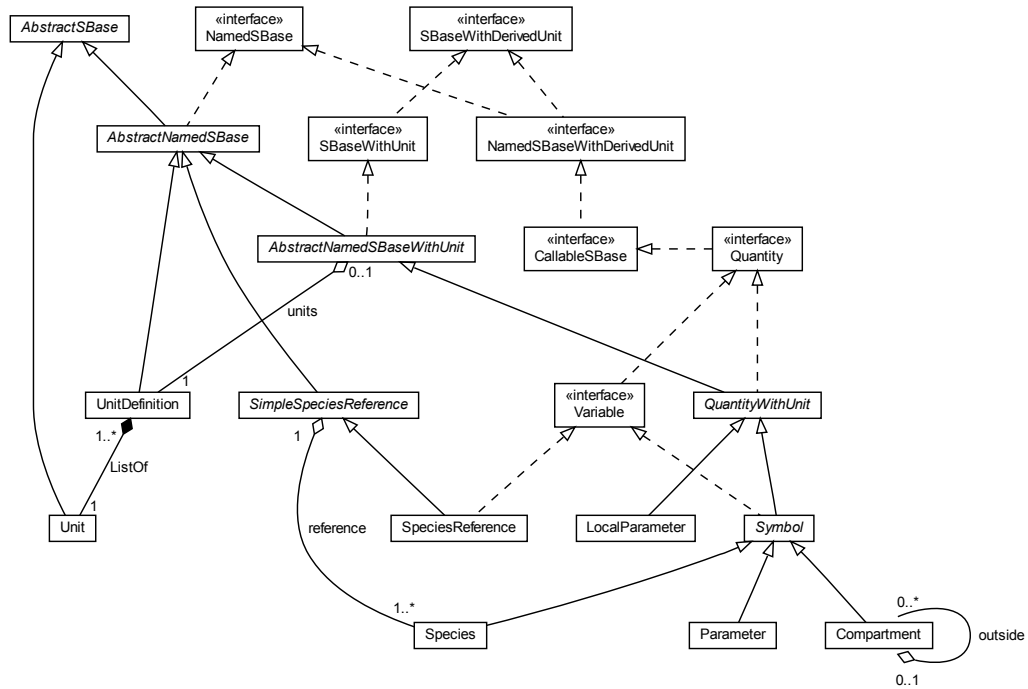 AbstractSBase
«interface»
NamedSBase
«interface»
SBaseWithDerivedUnit
AbstractNamedSBase
«interface»
SBaseWithUnit
«interface»
NamedSBaseWithDerivedUnit
AbstractNamedSBaseWithUnit
«interface»
CallableSBase
«interface»
Quantity
0..1
units
1
UnitDefinition
SimpleSpeciesReference
«interface»
Variable
QuantityWithUnit
1..*
1
ListOf
1
Unit
reference
SpeciesReference
LocalParameter
Symbol
1..*
Species
Parameter
Compartment
0..*
outside
0..1